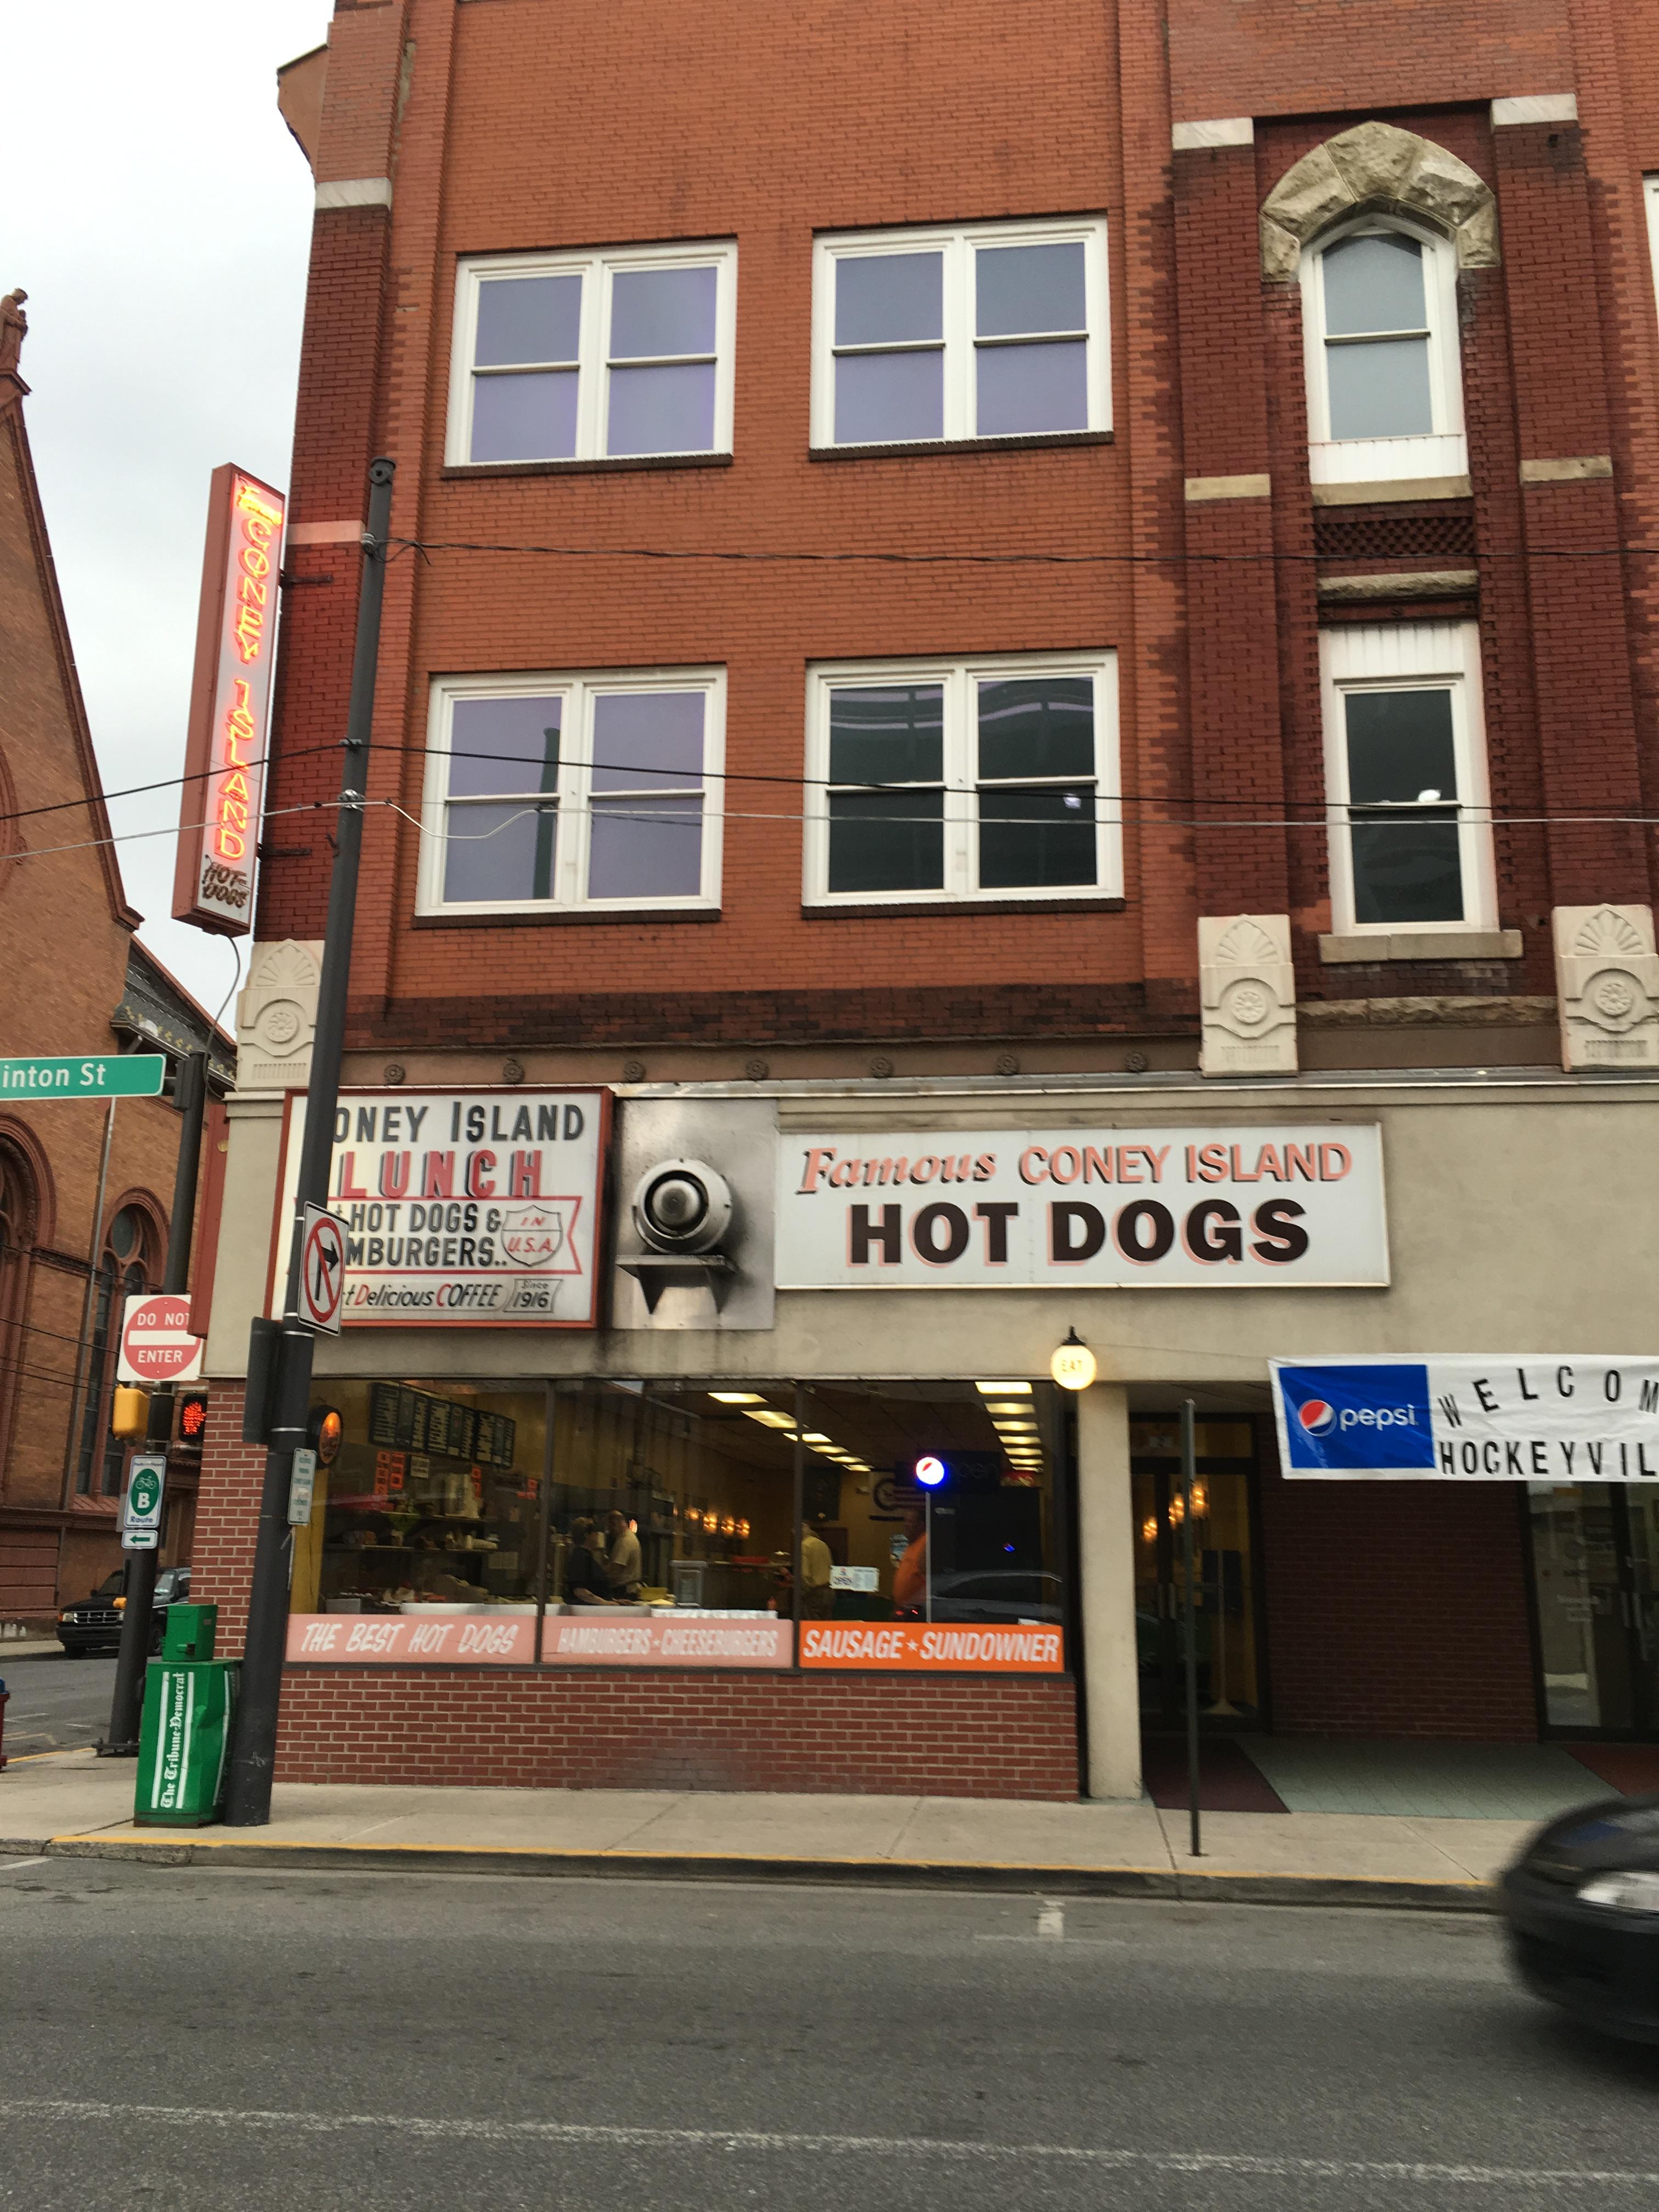 THE
CONEY ISLAND
HOT
DOGS
inton St
ONEY ISLAND
LUNCH
HOT DOGS &
MBURGERS..
IN
U.S.A.
t Delicious COFFEE
Since
1916
Famous CONEY ISLAND
HOT DOGS
DO NOT
ENTER
EAT
pepsi
WELCOM
HOCKEYVIL
B
Route
OPEN
THE BEST HOT DOGS
HAMBURGERS • CHEESEBURGERS
SAUSAGE * SUNDOWNER
The Tribune-Democrat